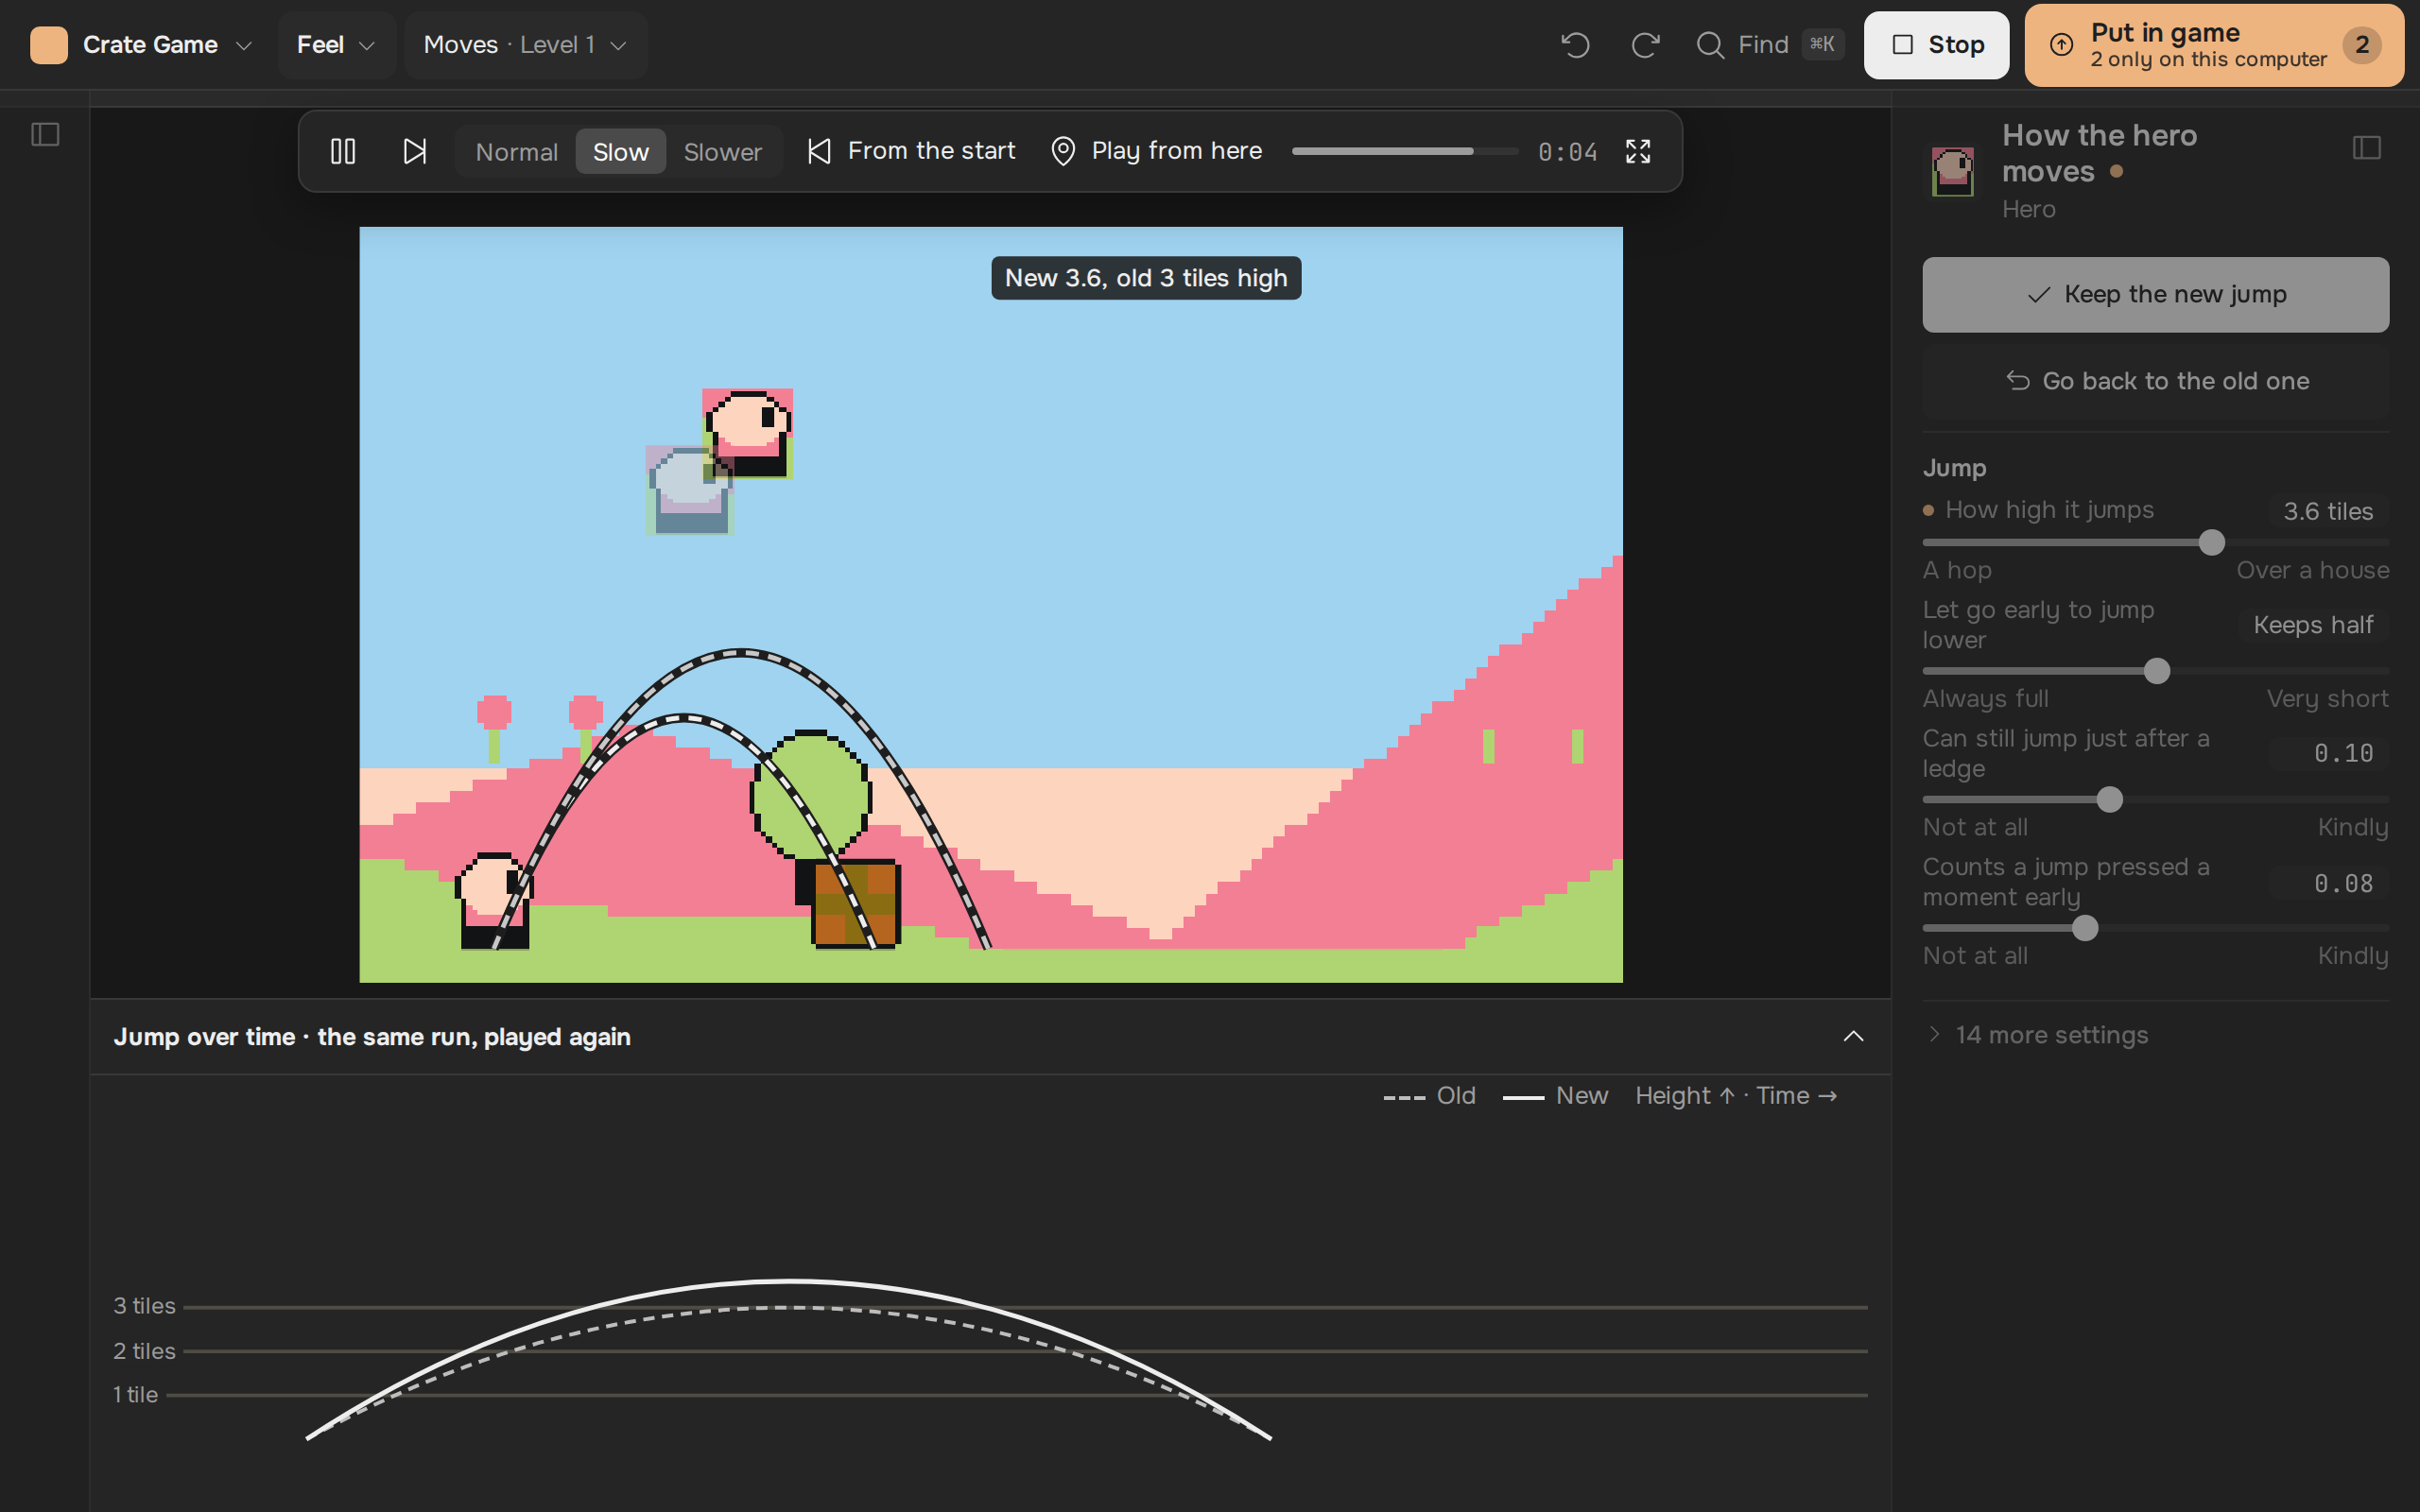 Crate Game
Feel
Moves · Level 1
Find ⌘K
Stop
Put in game
2 only on this computer
2
Normal
Slow
Slower
From the start
Play from here
0:04
New 3.6, old 3 tiles high
How the hero
moves
Hero
Keep the new jump
Go back to the old one
Jump
How high it jumps
3.6 tiles
A hop
Over a house
Let go early to jump
lower
Keeps half
Always full
Very short
Can still jump just after a
ledge
0.10
Not at all
Kindly
Counts a jump pressed a
moment early
0.08
Not at all
Kindly
14 more settings
Jump over time · the same run, played again
Old
New
Height ↑ · Time →
3 tiles
2 tiles
1 tile